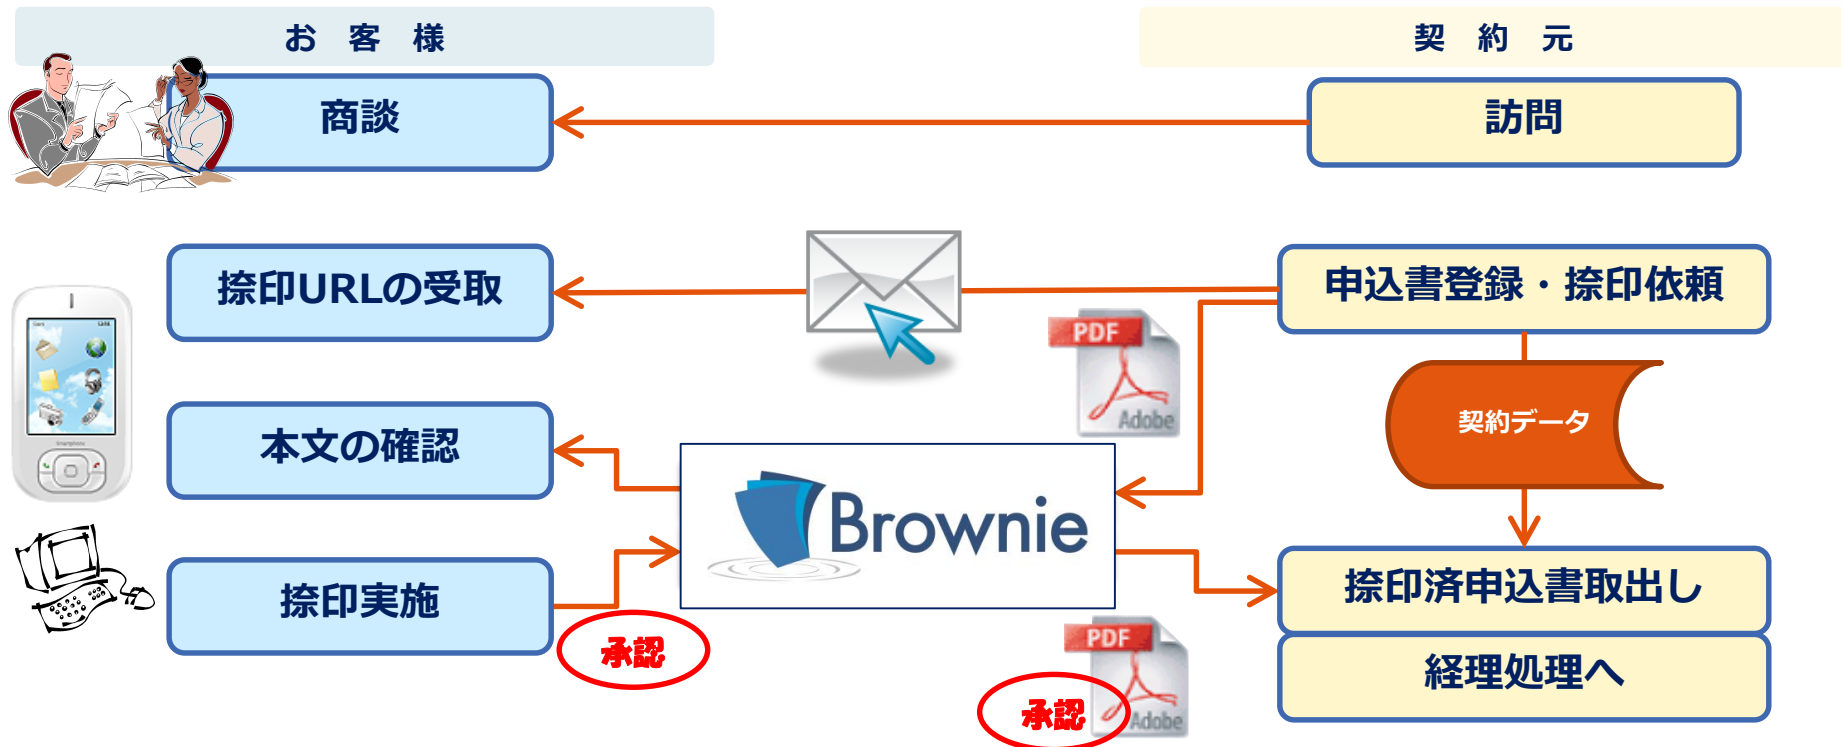 お 客 様
契 約 元
商談
訪問
捺印URLの受取
申込書登録・捺印依頼
PDF
Adobe
契約データ
本文の確認
Brownie
捺印実施
承認
捺印済申込書取出し
経理処理へ
PDF
承認
Adobe